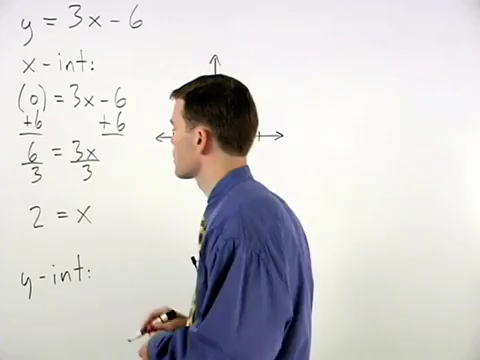 y = 3x - 6
x-int:
(0) = 3x - 6
+6 +6
6/3 = 3x/3
2 = x
y-int: